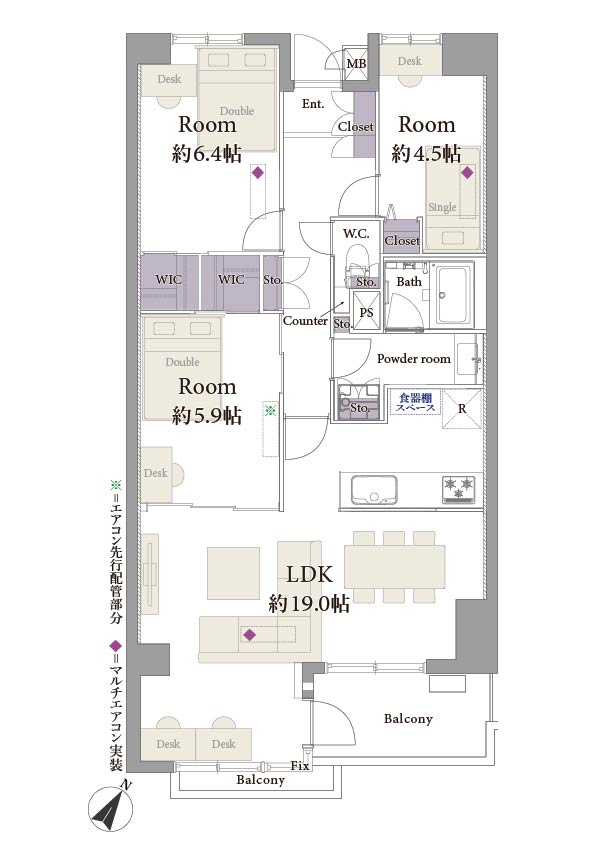 MB
Desk
Desk
Double
Ent.
Closet
Room
約6.4帖
Room
約4.5帖
Single
W.C.
Closet
WIC
WIC
Sto.
Sto.
Bath
Counter
Sto.
PS
Double
Powder room
Room
約5.9帖
Sto.
食器棚
スペース
R
※
Desk
LDK
約19.0帖
※=エアコン先行配管部分
◆=マルチエアコン実装
Balcony
Desk
Desk
Fix
Balcony
N